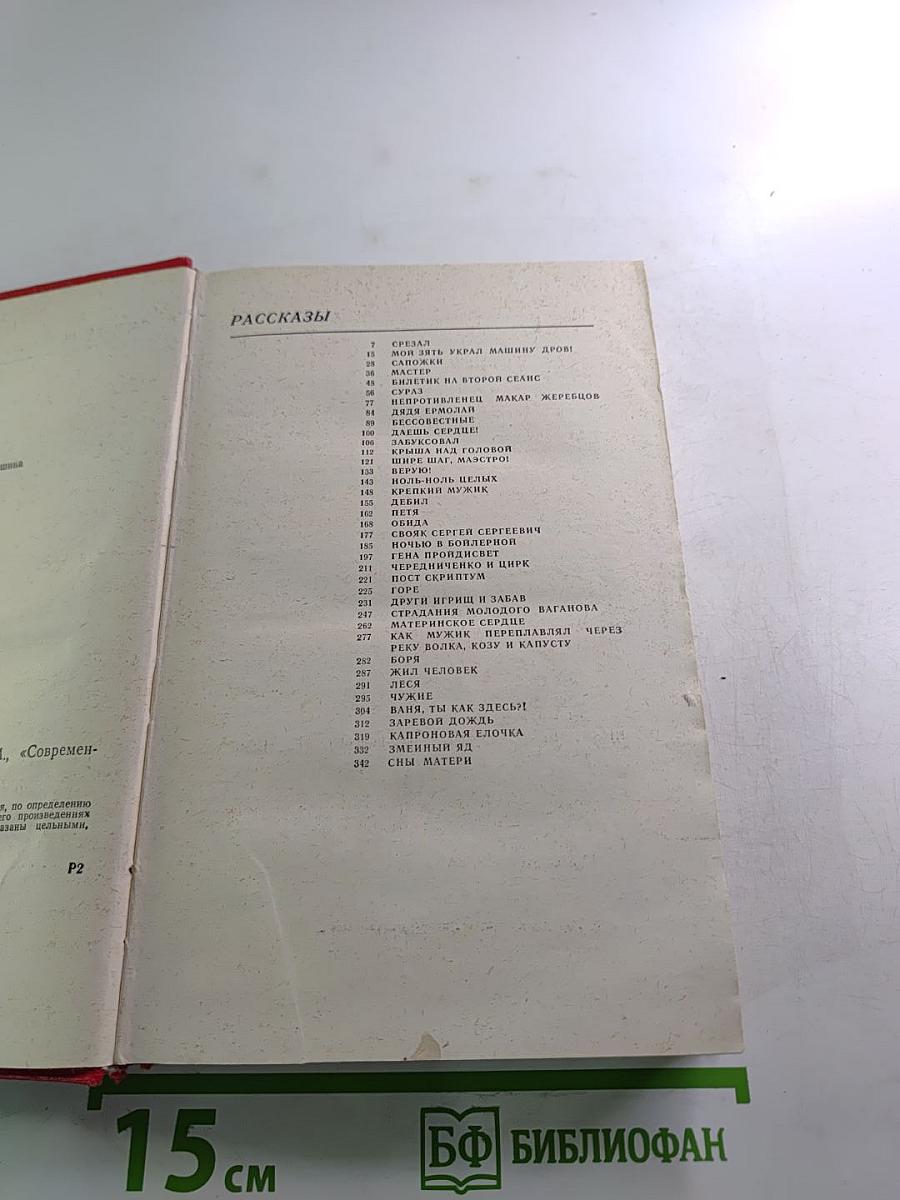 шива
«Современ-
я, по определению
его произведениях
азаны цельными,
Р2
РАССКАЗЫ
7 СРЕЗАЛ
15 МОЙ ЗЯТЬ УКРАЛ МАШИНУ ДРОВ!
28 САПОЖКИ
36 МАСТЕР
48 БИЛЕТИК НА ВТОРОЙ СЕАНС
56 СУРАЗ
77 НЕПРОТИВЛЕНЕЦ МАКАР ЖЕРЕБЦОВ
84 ДЯДЯ ЕРМОЛАЙ
89 БЕССОВЕСТНЫЕ
100 ДАЕШЬ СЕРДЦЕ!
106 ЗАБУКСОВАЛ
112 КРЫША НАД ГОЛОВОЙ
121 ШИРЕ ШАГ, МАЭСТРО!
133 ВЕРУЮ!
143 НОЛЬ-НОЛЬ ЦЕЛЫХ
148 КРЕПКИЙ МУЖИК
155 ДЕБИЛ
162 ПЕТЯ
168 ОБИДА
177 СВОЯК СЕРГЕЙ СЕРГЕЕВИЧ
185 НОЧЬЮ В БОЙЛЕРНОЙ
197 ГЕНА ПРОЙДИСВЕТ
211 ЧЕРЕДНИЧЕНКО И ЦИРК
221 ПОСТ СКРИПТУМ
225 ГОРЕ
231 ДРУГИ ИГРИЩ И ЗАБАВ
247 СТРАДАНИЯ МОЛОДОГО ВАГАНОВА
262 МАТЕРИНСКОЕ СЕРДЦЕ
277 КАК МУЖИК ПЕРЕПЛАВЛЯЛ ЧЕРЕЗ
РЕКУ ВОЛКА, КОЗУ И КАПУСТУ
282 БОРЯ
287 ЖИЛ ЧЕЛОВЕК
291 ЛЕСЯ
295 ЧУЖИЕ
304 ВАНЯ, ТЫ КАК ЗДЕСЬ?!
312 ЗАРЕВОЙ ДОЖДЬ
319 КАПРОНОВАЯ ЕЛОЧКА
332 ЗМЕИНЫЙ ЯД
342 СНЫ МАТЕРИ
15 см
БФ БИБЛИОФАН